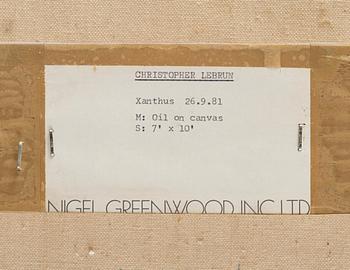 CHRISTOPHER LEBRUN
Xanthus 26.9.81
M: Oil on canvas
S: 7' x 10'
NIGEL GREENWOOD INC LTD